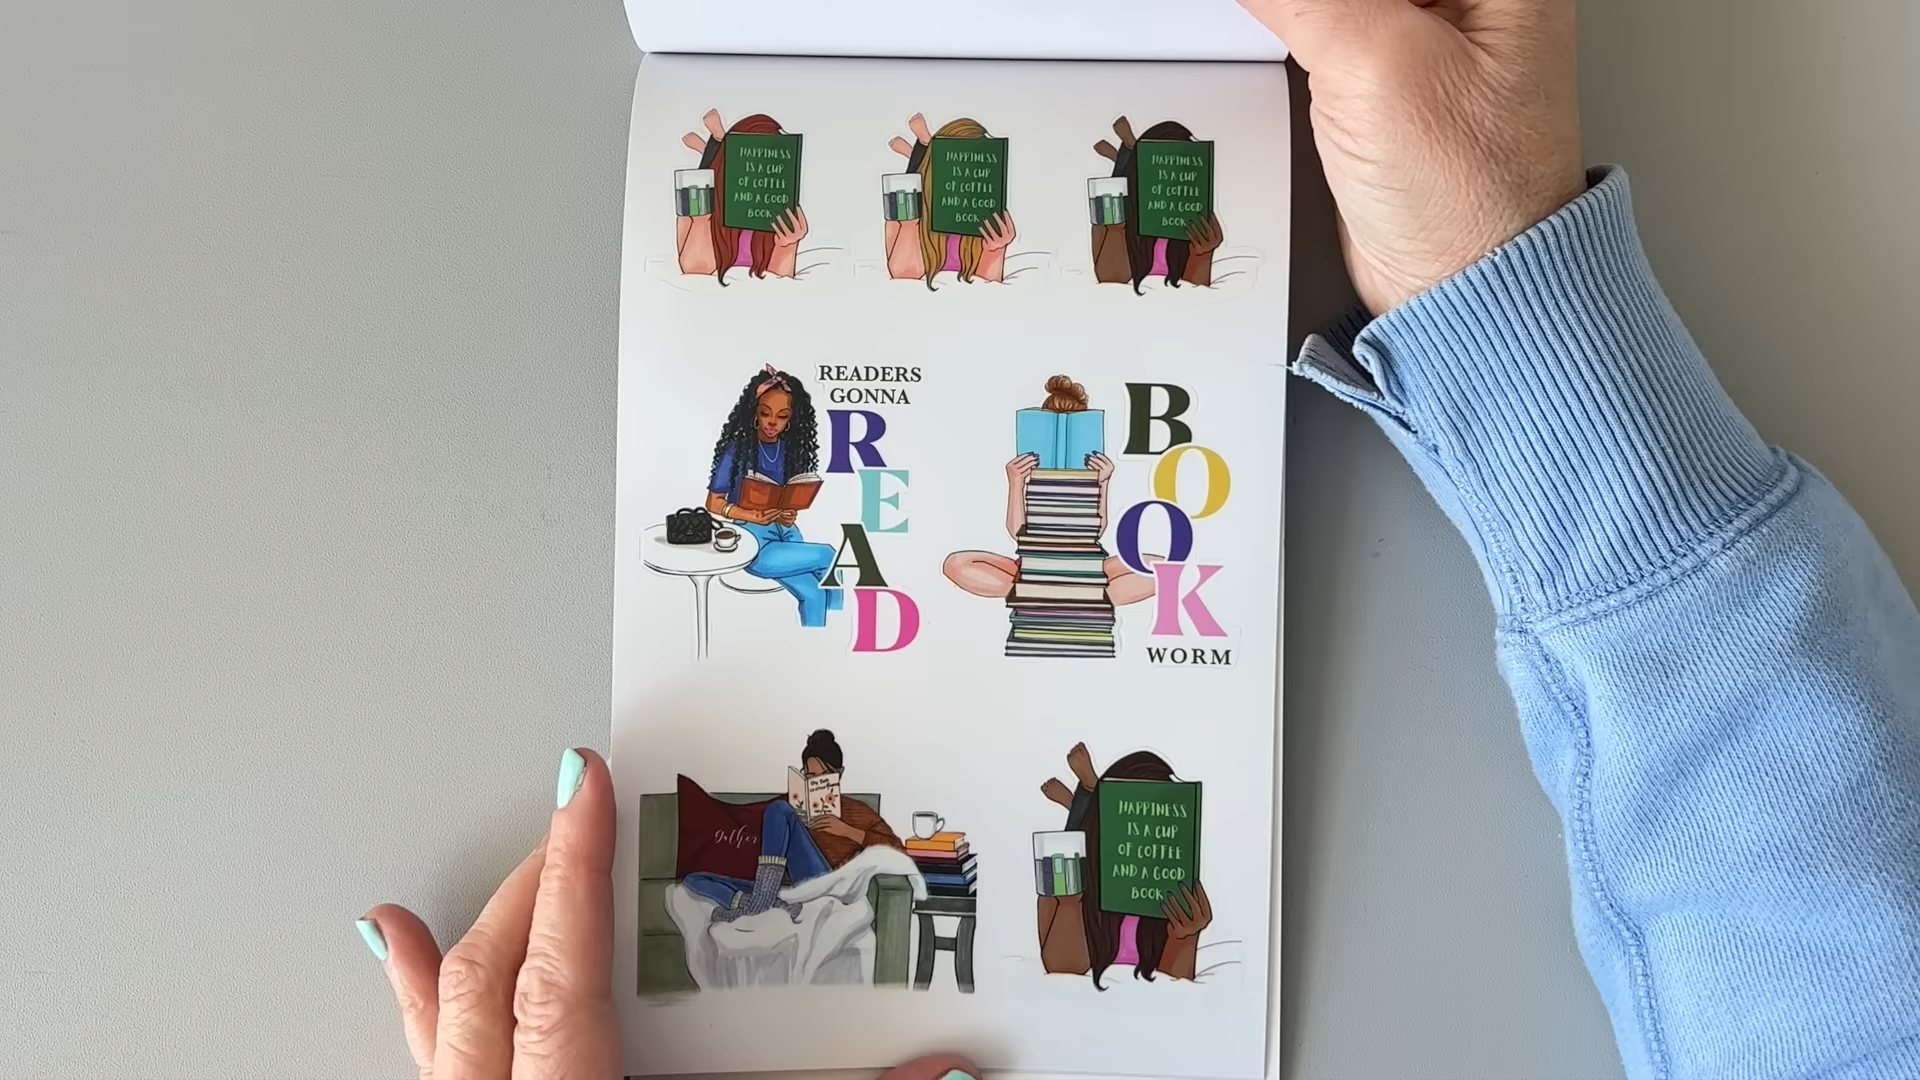 HAPPINESS
IS A CUP
OF COFFEE
AND A GOOD
BOOK
HAPPINESS
IS A CUP
OF COFFEE
AND A GOOD
BOOK
HAPPINESS
IS A CUP
OF COFFEE
AND A GOOD
BOOK
READERS
GONNA
READ
BOOK
WORM
gather
HAPPINESS
IS A CUP
OF COFFEE
AND A GOOD
BOOK